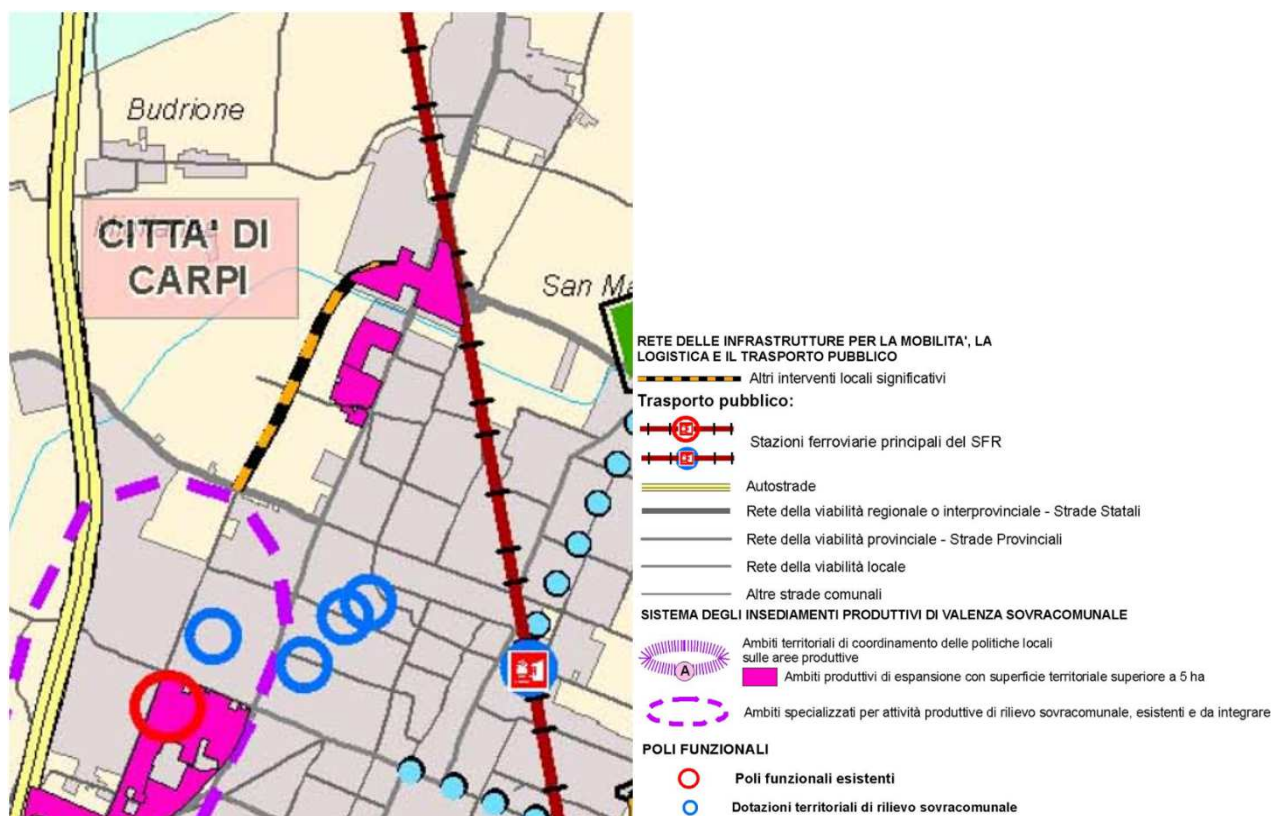 Budrione
CITTA' DI
CARPI
San Ma
RETE DELLE INFRASTRUTTURE PER LA MOBILITA', LA
LOGISTICA E IL TRASPORTO PUBBLICO
Altri interventi locali significativi
Trasporto pubblico:
Stazioni ferroviarie principali del SFR
Autostrade
Rete della viabilità regionale o interprovinciale - Strade Statali
Rete della viabilità provinciale - Strade Provinciali
Rete della viabilità locale
Altre strade comunali
SISTEMA DEGLI INSEDIAMENTI PRODUTTIVI DI VALENZA SOVRACOMUNALE
Ambiti territoriali di coordinamento delle politiche locali
sulle aree produttive
A
Ambiti produttivi di espansione con superficie territoriale superiore a 5 ha
Ambiti specializzati per attività produttive di rilievo sovracomunale, esistenti e da integrare
POLI FUNZIONALI
Poli funzionali esistenti
Dotazioni territoriali di rilievo sovracomunale